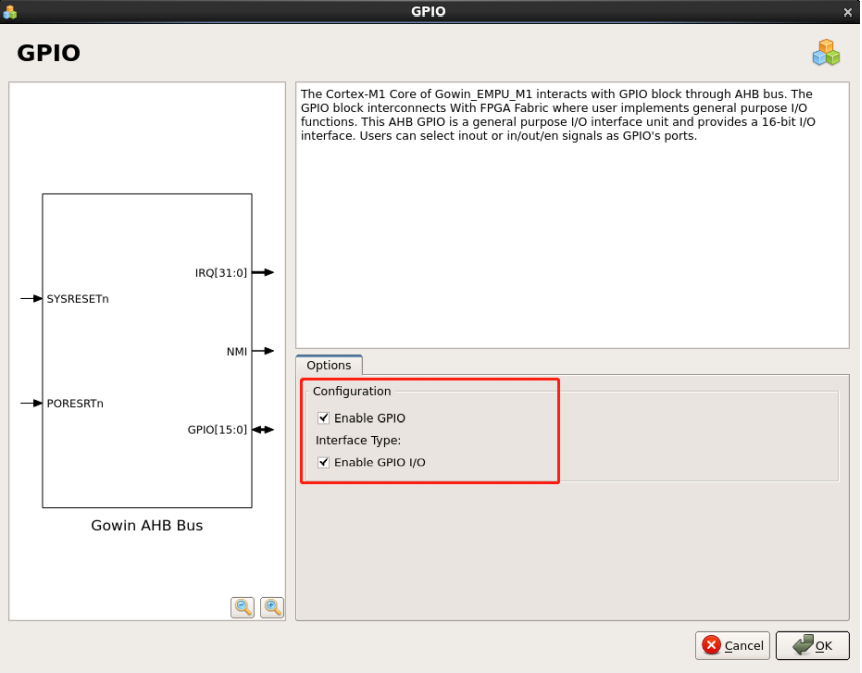 GPIO
GPIO
The Cortex-M1 Core of Gowin_EMPU_M1 interacts with GPIO block through AHB bus. The
GPIO block interconnects With FPGA Fabric where user implements general purpose I/O
functions. This AHB GPIO is a general purpose I/O interface unit and provides a 16-bit I/O
interface. Users can select inout or in/out/en signals as GPIO's ports.
IRQ[31:0]
SYSRESETn
NMI
PORESRTn
GPIO[15:0]
Gowin AHB Bus
Options
Configuration
Enable GPIO
Interface Type:
Enable GPIO I/O
Cancel
OK